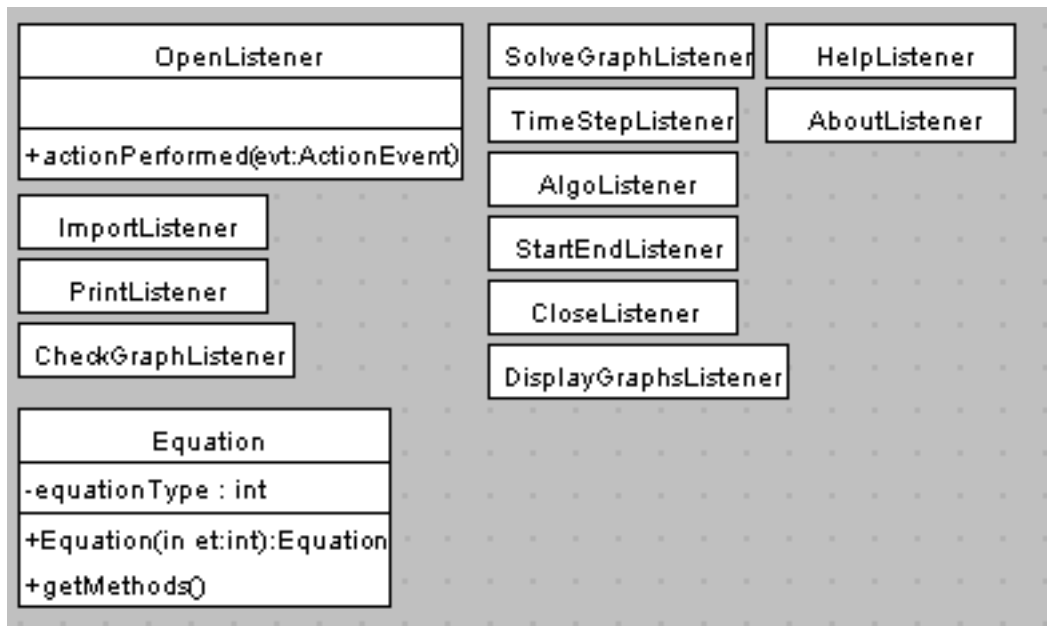 OpenListener
+actionPerformed(evt:ActionEvent)
ImportListener
PrintListener
CheckGraphListener
SolveGraphListener
TimeStepListener
AlgoListener
StartEndListener
CloseListener
DisplayGraphsListener
HelpListener
AboutListener
Equation
-equationType : int
+Equation(in et:int):Equation
+getMethods()